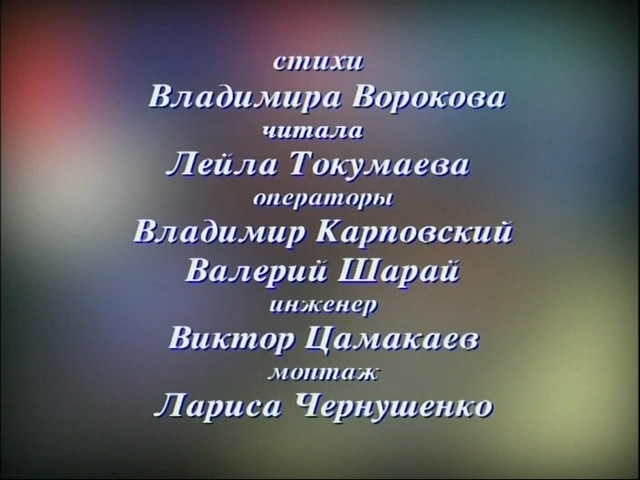 стихи
Владимира Ворокова
читала
Лейла Токумаева
операторы
Владимир Карповский
Валерий Шарай
инженер
Виктор Цамакаев
монтаж
Лариса Чернушенко